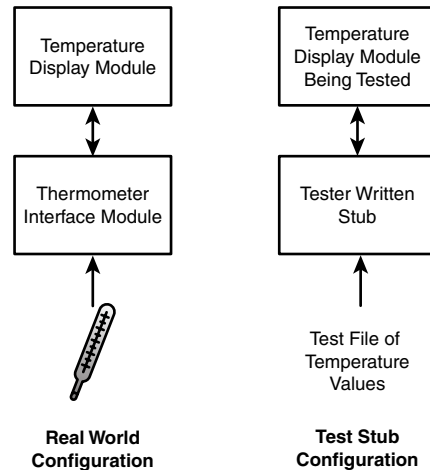 Temperature
Display Module
Thermometer
Interface Module
Real World
Configuration
Temperature
Display Module
Being Tested
Tester Written
Stub
Test File of
Temperature
Values
Test Stub
Configuration